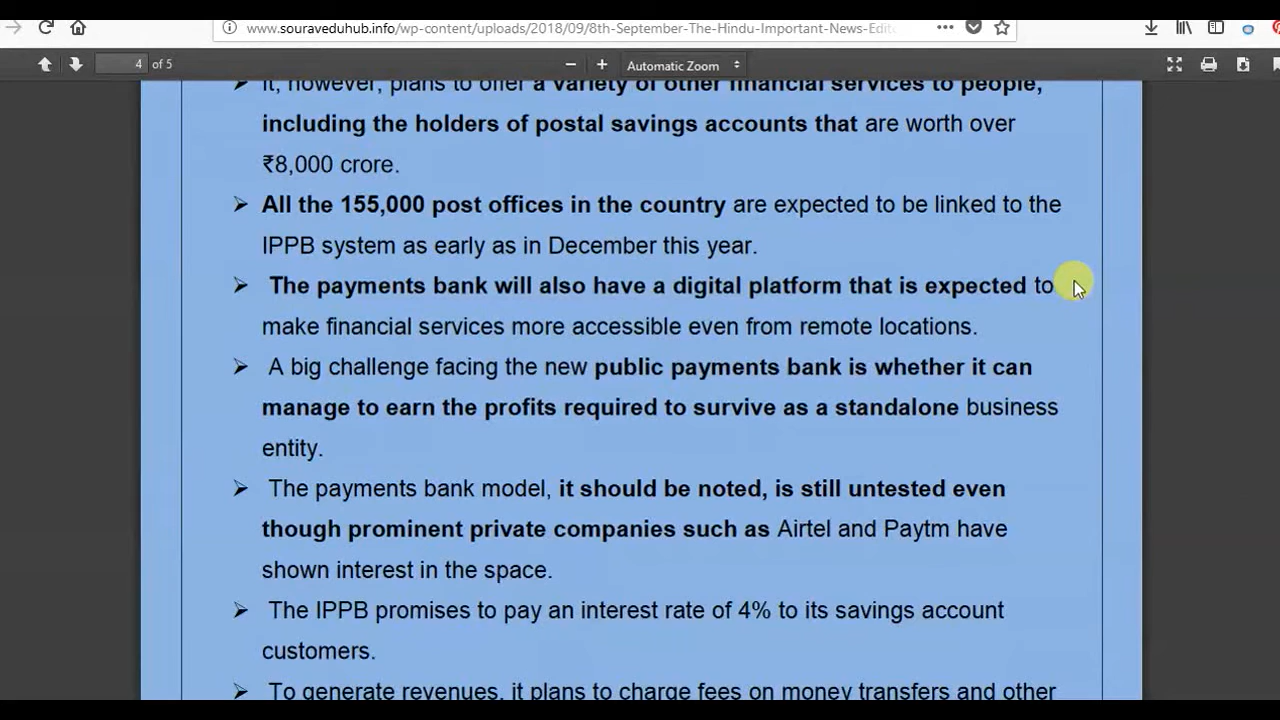 www.souraveduhub.info/wp-content/uploads/2018/09/8th-September-The-Hindu-Important-News-Edit
4 of 5
Automatic Zoom
➢ It, however, plans to offer a variety of other financial services to people,
including the holders of postal savings accounts that are worth over
₹8,000 crore.
➢ All the 155,000 post offices in the country are expected to be linked to the
IPPB system as early as in December this year.
➢ The payments bank will also have a digital platform that is expected to
make financial services more accessible even from remote locations.
➢ A big challenge facing the new public payments bank is whether it can
manage to earn the profits required to survive as a standalone business
entity.
➢ The payments bank model, it should be noted, is still untested even
though prominent private companies such as Airtel and Paytm have
shown interest in the space.
➢ The IPPB promises to pay an interest rate of 4% to its savings account
customers.
➢ To generate revenues, it plans to charge fees on money transfers and other